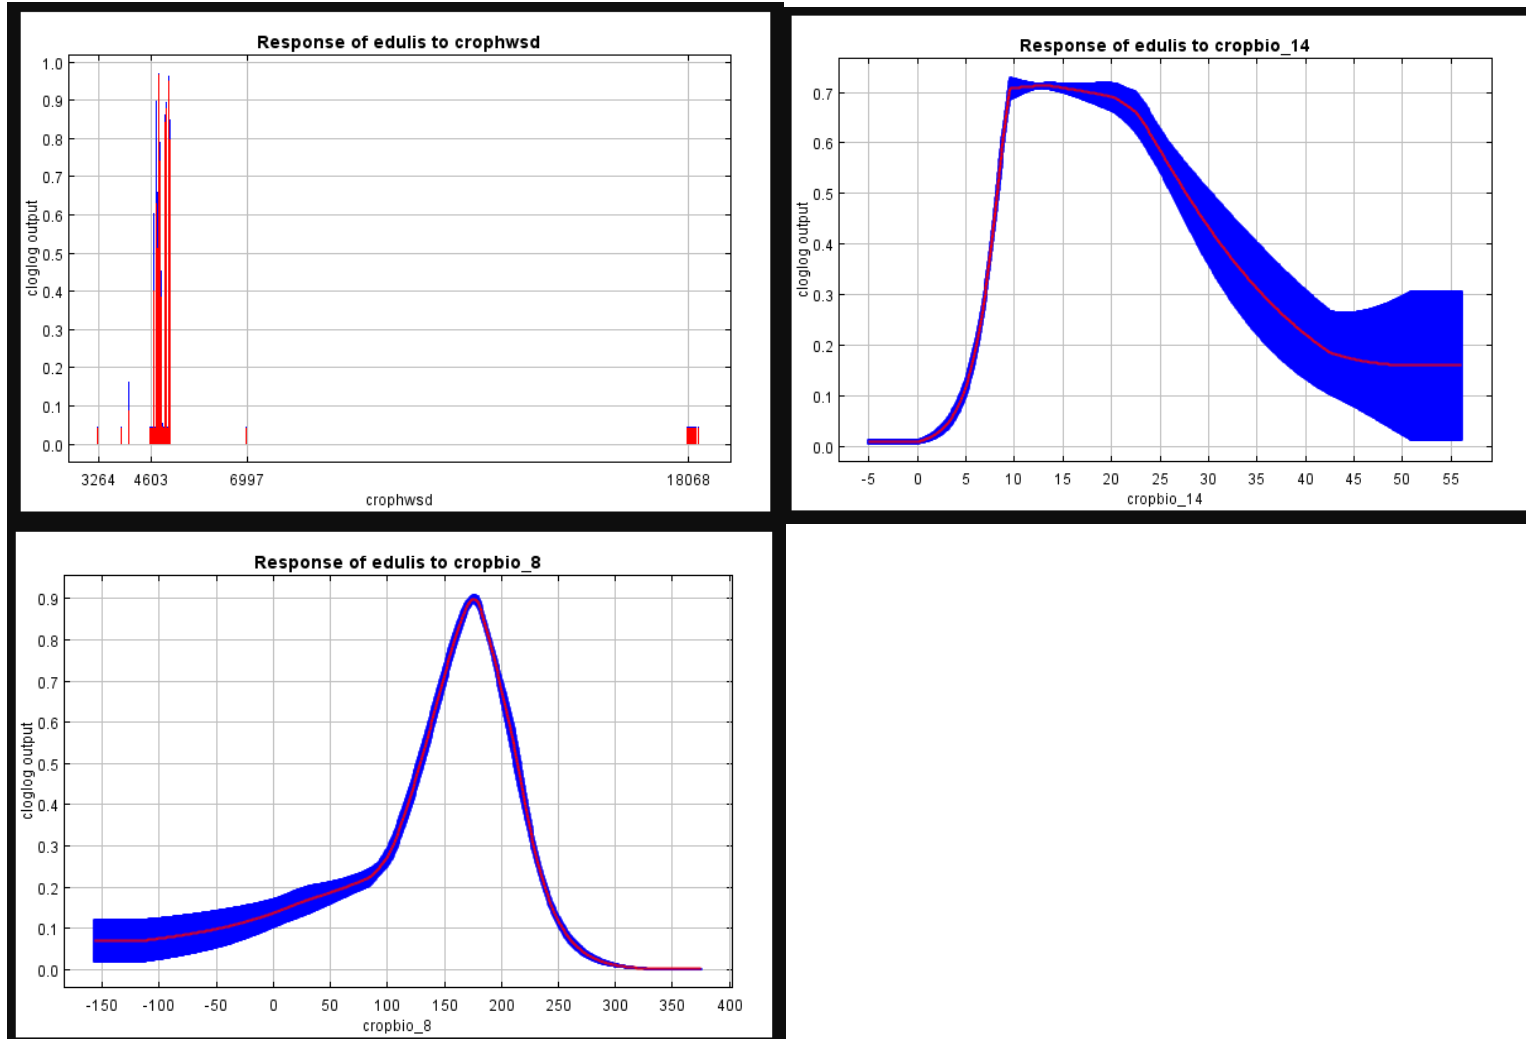 Response of edulis to crophwsd
1.0
0.9
0.8
0.7
0.6
0.5
0.4
0.3
0.2
0.1
0.0
cloglog output
3264 4603 6997 18068
crophwsd
Response of edulis to cropbio_14
0.7
0.6
0.5
0.4
0.3
0.2
0.1
0.0
cloglog output
-5 0 5 10 15 20 25 30 35 40 45 50 55
cropbio_14
Response of edulis to cropbio_8
0.9
0.8
0.7
0.6
0.5
0.4
0.3
0.2
0.1
0.0
cloglog output
-150 -100 -50 0 50 100 150 200 250 300 350 400
cropbio_8